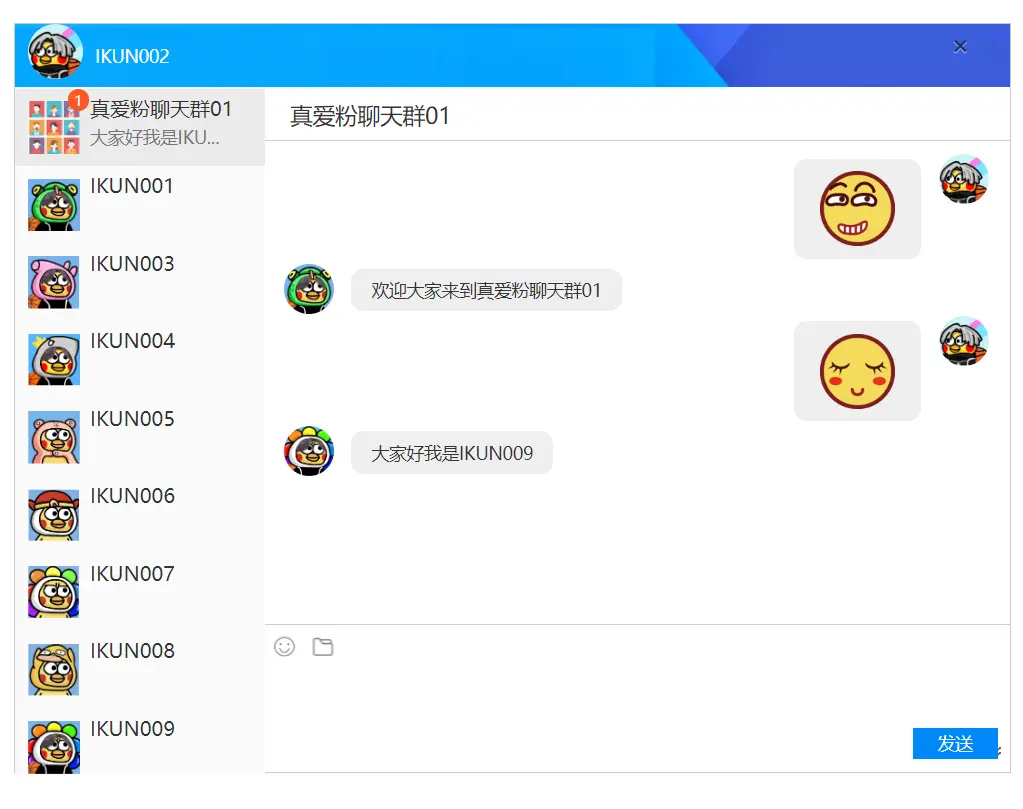 IKUN002
1
真爱粉聊天群01
大家好我是IKU...
IKUN001
IKUN003
IKUN004
IKUN005
IKUN006
IKUN007
IKUN008
IKUN009
真爱粉聊天群01
欢迎大家来到真爱粉聊天群01
大家好我是IKUN009
发送